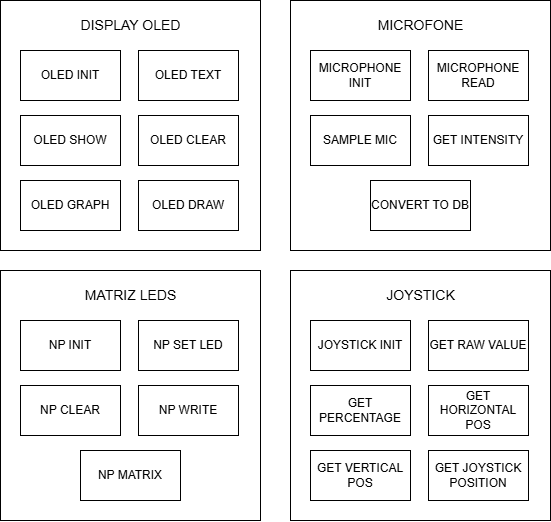 DISPLAY OLED
OLED INIT
OLED TEXT
OLED SHOW
OLED CLEAR
OLED GRAPH
OLED DRAW
MICROFONE
MICROPHONE
INIT
MICROPHONE
READ
SAMPLE MIC
GET INTENSITY
CONVERT TO DB
MATRIZ LEDS
NP INIT
NP SET LED
NP CLEAR
NP WRITE
NP MATRIX
JOYSTICK
JOYSTICK INIT
GET RAW VALUE
GET
PERCENTAGE
GET
HORIZONTAL
POS
GET VERTICAL
POS
GET JOYSTICK
POSITION